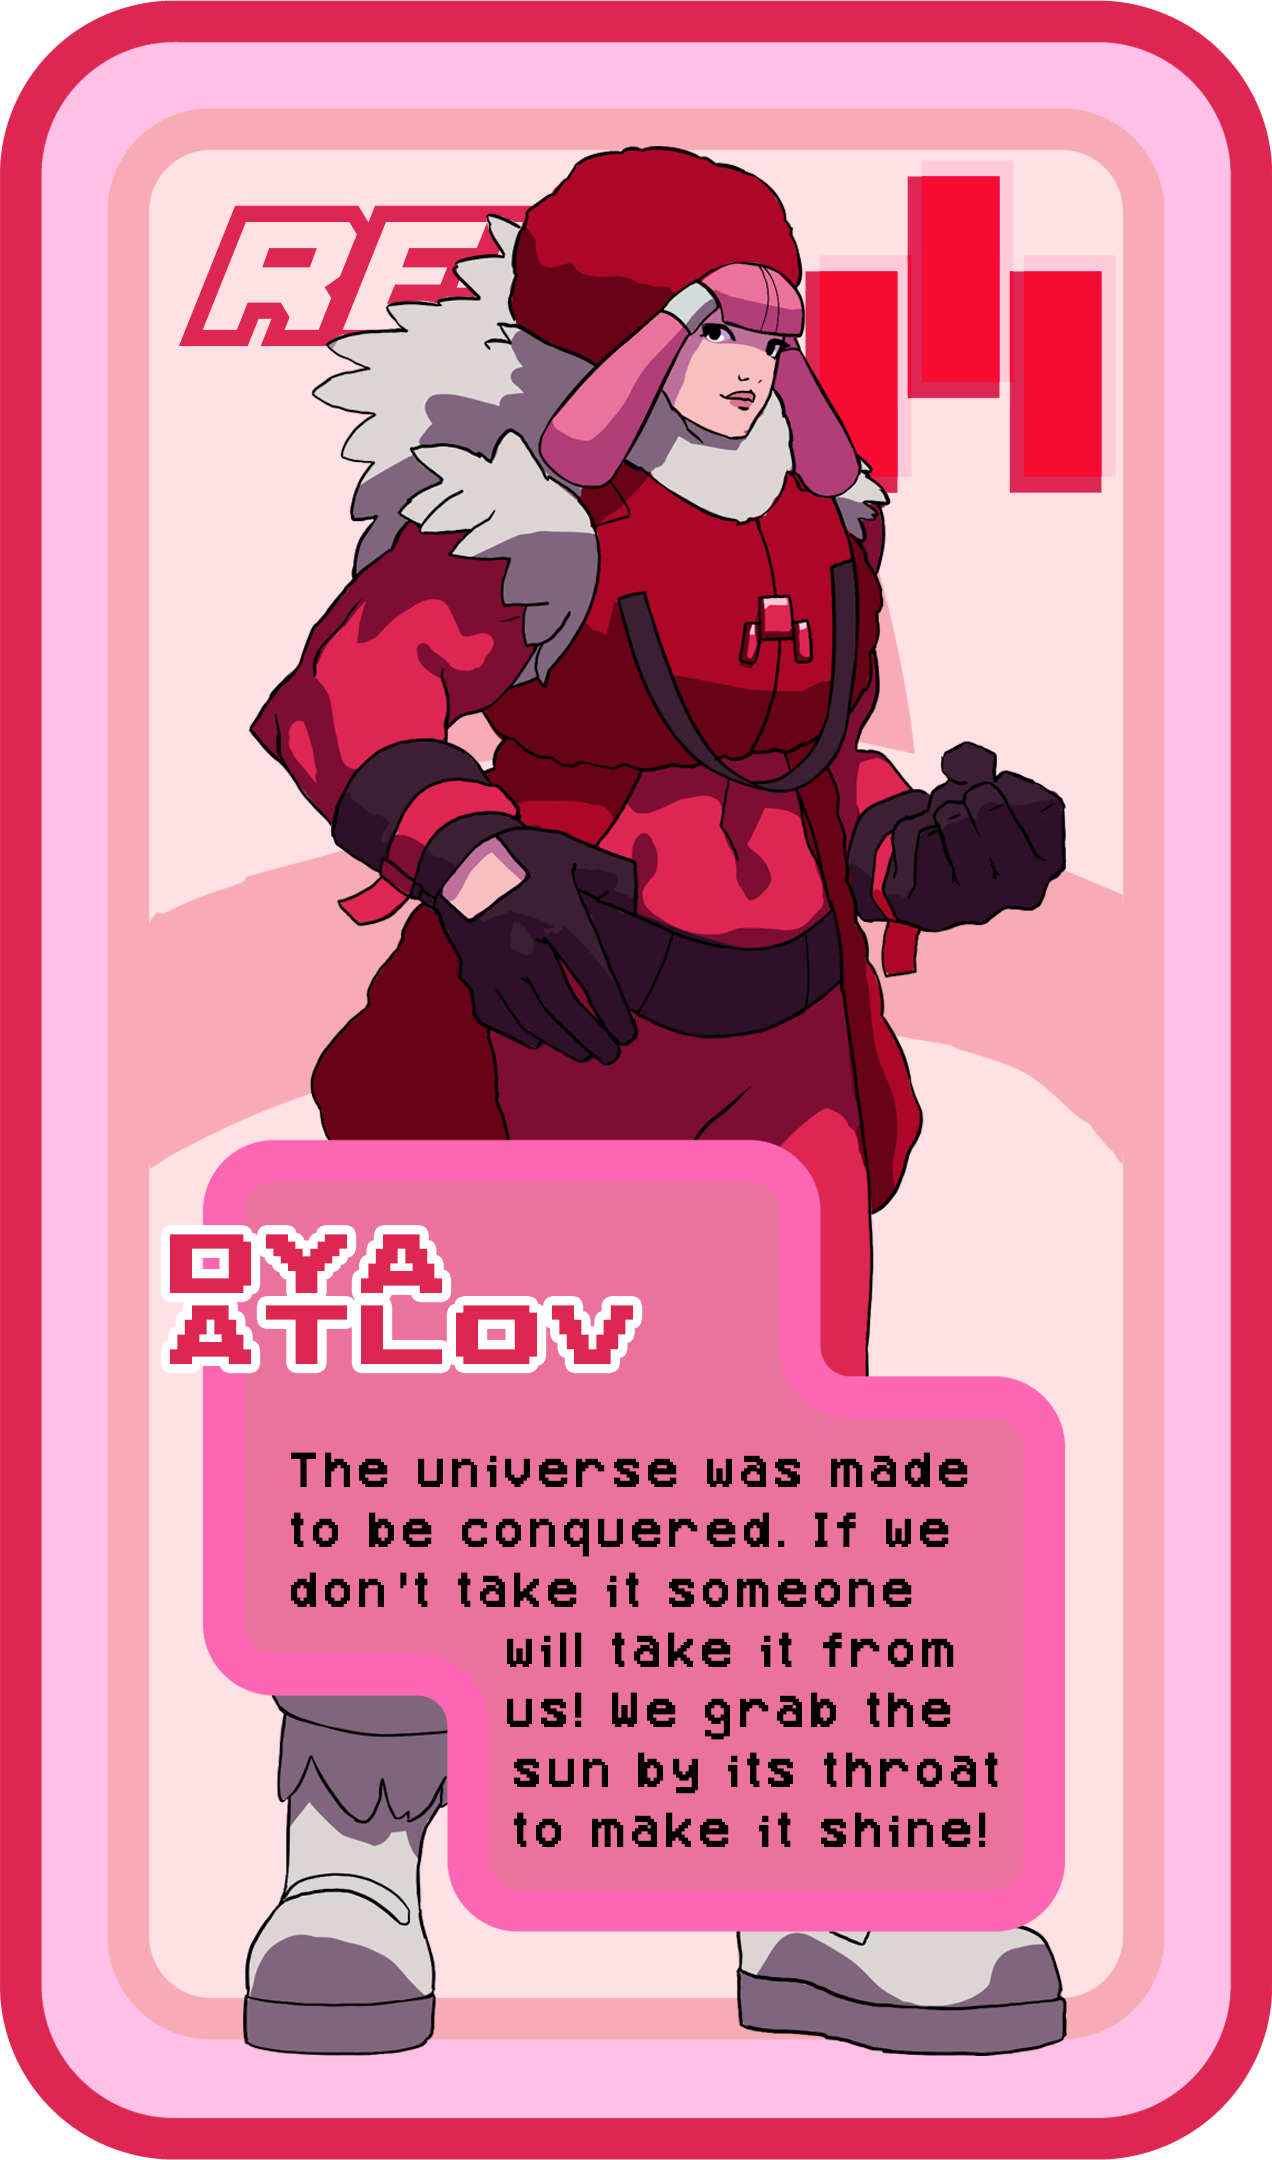 RE
DYA
ATLOV
The universe was made
to be conquered. If we
don't take it someone
will take it from
us! We grab the
sun by its throat
to make it shine!